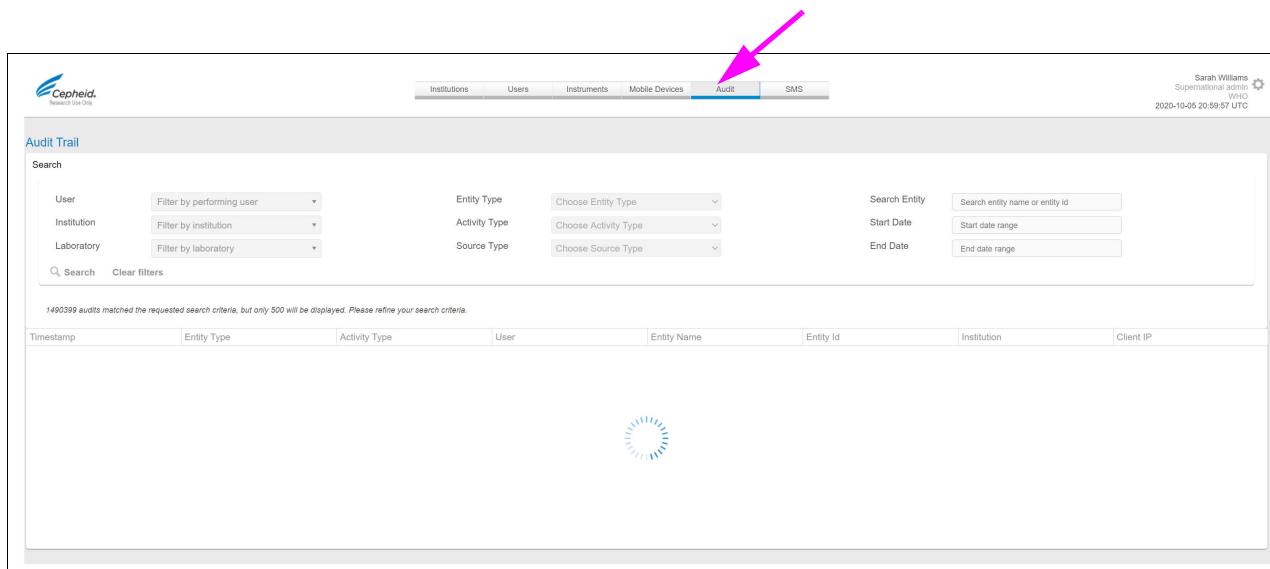 Cepheid.
Research Use Only
Institutions Users Instruments Mobile Devices Audit SMS
Sarah Williams
Supernational admin
WHO
2020-10-05 20:59:57 UTC
Audit Trail
Search
User Filter by performing user Entity Type Choose Entity Type Search Entity Search entity name or entity id
Institution Filter by institution Activity Type Choose Activity Type Start Date Start date range
Laboratory Filter by laboratory Source Type Choose Source Type End Date End date range
Search Clear filters
1490399 audits matched the requested search criteria, but only 500 will be displayed. Please refine your search criteria.
Timestamp Entity Type Activity Type User Entity Name Entity Id Institution Client IP